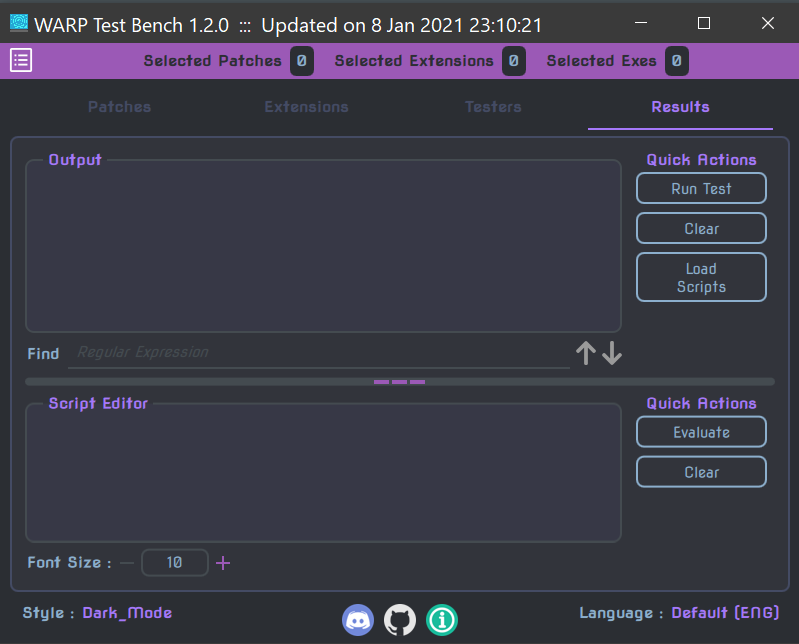 WARP Test Bench 1.2.0 ::: Updated on 8 Jan 2021 23:10:21
Selected Patches 0 Selected Extensions 0 Selected Exes 0
Patches Extensions Testers Results
Output
Quick Actions
Run Test
Clear
Load
Scripts
Find Regular Expression
Script Editor
Quick Actions
Evaluate
Clear
Font Size : 10
Style : Dark_Mode
Language : Default (ENG)